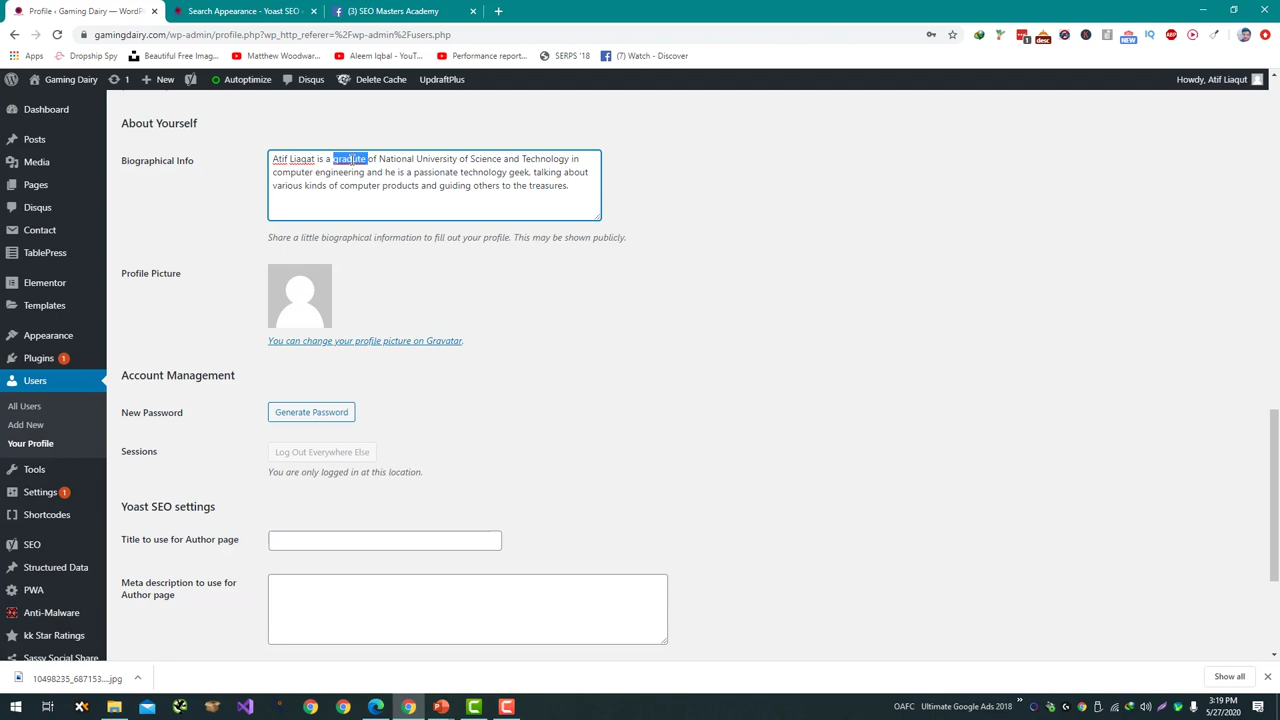 Profile ‹ Gaming Dairy — WordPr
Search Appearance - Yoast SEO -
(3) SEO Masters Academy
gamingdairy.com/wp-admin/profile.php?wp_http_referer=%2Fwp-admin%2Fusers.php
Apps
Dropship Spy
Beautiful Free Imag...
Matthew Woodwar...
Aleem Iqbal - YouT...
Performance report...
SERPS '18
(7) Watch - Discover
Gaming Dairy
1
New
Autoptimize
Disqus
Delete Cache
UpdraftPlus
Howdy, Atif Liaqut
Dashboard
Posts
Media
Pages
Disqus
Contact
TablePress
Elementor
Templates
Appearance
Plugins 1
Users
All Users
Add New
Your Profile
Tools
Settings 1
Shortcodes
SEO
Structured Data
PWA
Anti-Malware
kk Star Ratings
Sassy Social Share
About Yourself
Biographical Info
Atif Liaqat is a gradute of National University of Science and Technology in
computer engineering and he is a passionate technology geek, talking about
various kinds of computer products and guiding others to the treasures.
Share a little biographical information to fill out your profile. This may be shown publicly.
Profile Picture
You can change your profile picture on Gravatar.
Account Management
New Password
Generate Password
Sessions
Log Out Everywhere Else
You are only logged in at this location.
Yoast SEO settings
Title to use for Author page
Meta description to use for
Author page
10498235_687153....jpg
Show all
OAFC
Ultimate Google Ads 2018
3:19 PM
5/27/2020